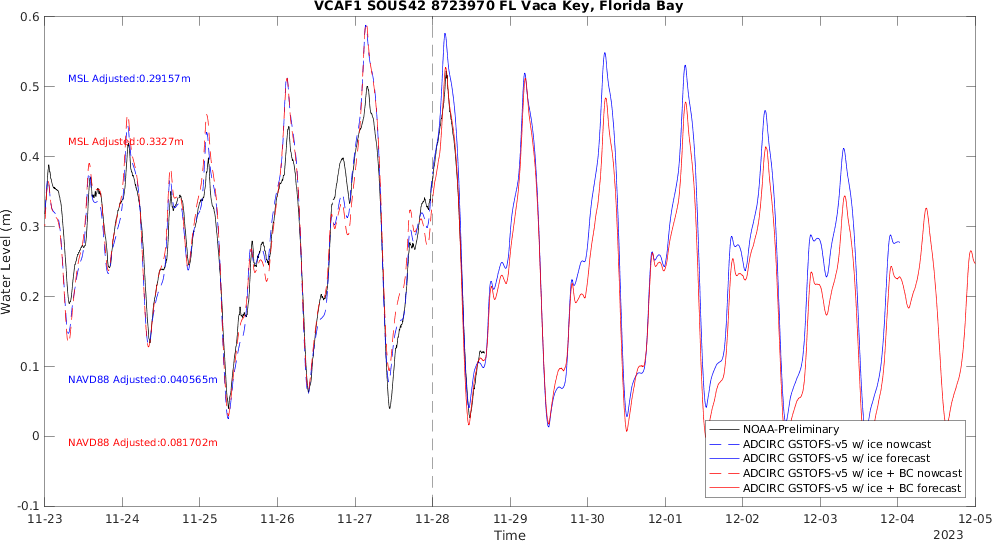 VCAF1 SOUS42 8723970 FL Vaca Key, Florida Bay
0.6
0.5
0.4
0.3
0.2
0.1
0
-0.1
Water Level (m)
MSL Adjusted:0.29157m
MSL Adjusted:0.3327m
NAVD88 Adjusted:0.040565m
NAVD88 Adjusted:0.081702m
NOAA-Preliminary
ADCIRC GSTOFS-v5 w/ ice nowcast
ADCIRC GSTOFS-v5 w/ ice forecast
ADCIRC GSTOFS-v5 w/ ice + BC nowcast
ADCIRC GSTOFS-v5 w/ ice + BC forecast
11-23 11-24 11-25 11-26 11-27 11-28 11-29 11-30 12-01 12-02 12-03 12-04 12-05
Time
2023